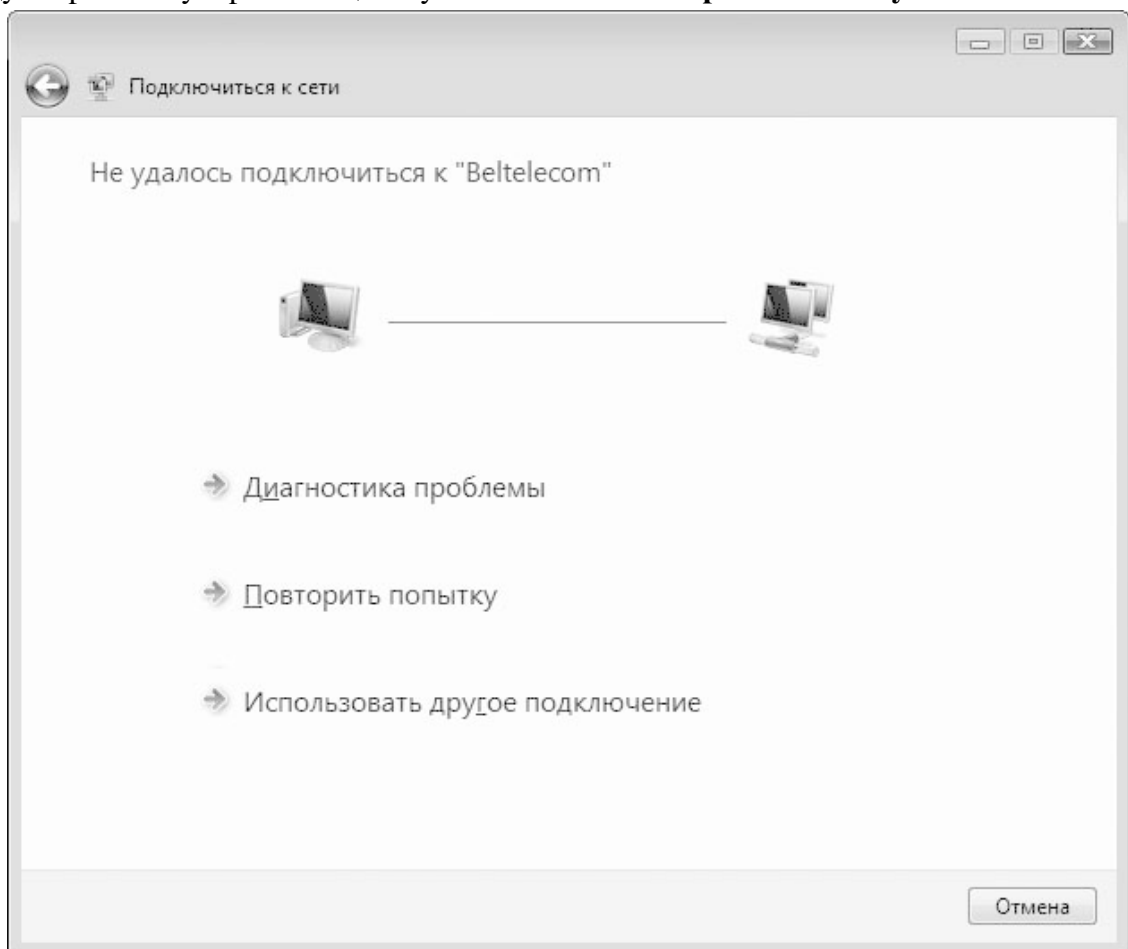 Подключиться к сети
Не удалось подключиться к "Beltelecom"
Диагностика проблемы
Повторить попытку
Использовать другое подключение
Отмена